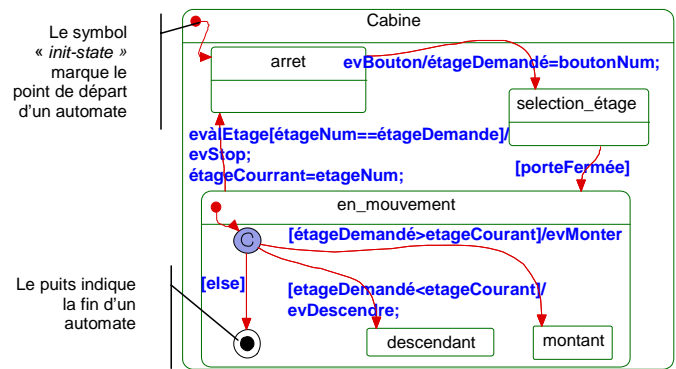 Le symbol
« init-state »
marque le
point de départ
d'un automate
Cabine
arret
evBouton/étageDemandé=boutonNum;
selection_étage
evàlEtage[étageNum==étageDemande]/
evStop;
étageCourrant=etageNum;
[porteFermée]
en_mouvement
C
[étageDemandé>etageCourant]/evMonter
[else]
[etageDemandé<etageCourant]/
evDescendre;
descendant
montant
Le puits indique
la fin d'un
automate